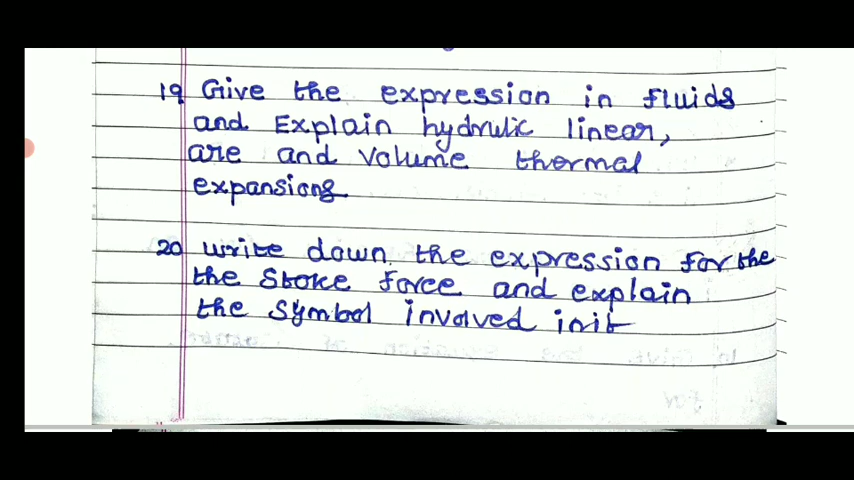 19 Give the expression in fluids
and Explain hydrulic linear,
are and volume thermal
expansions
20 write down the expression for the
the Stoke force and explain
the Symbol involved init